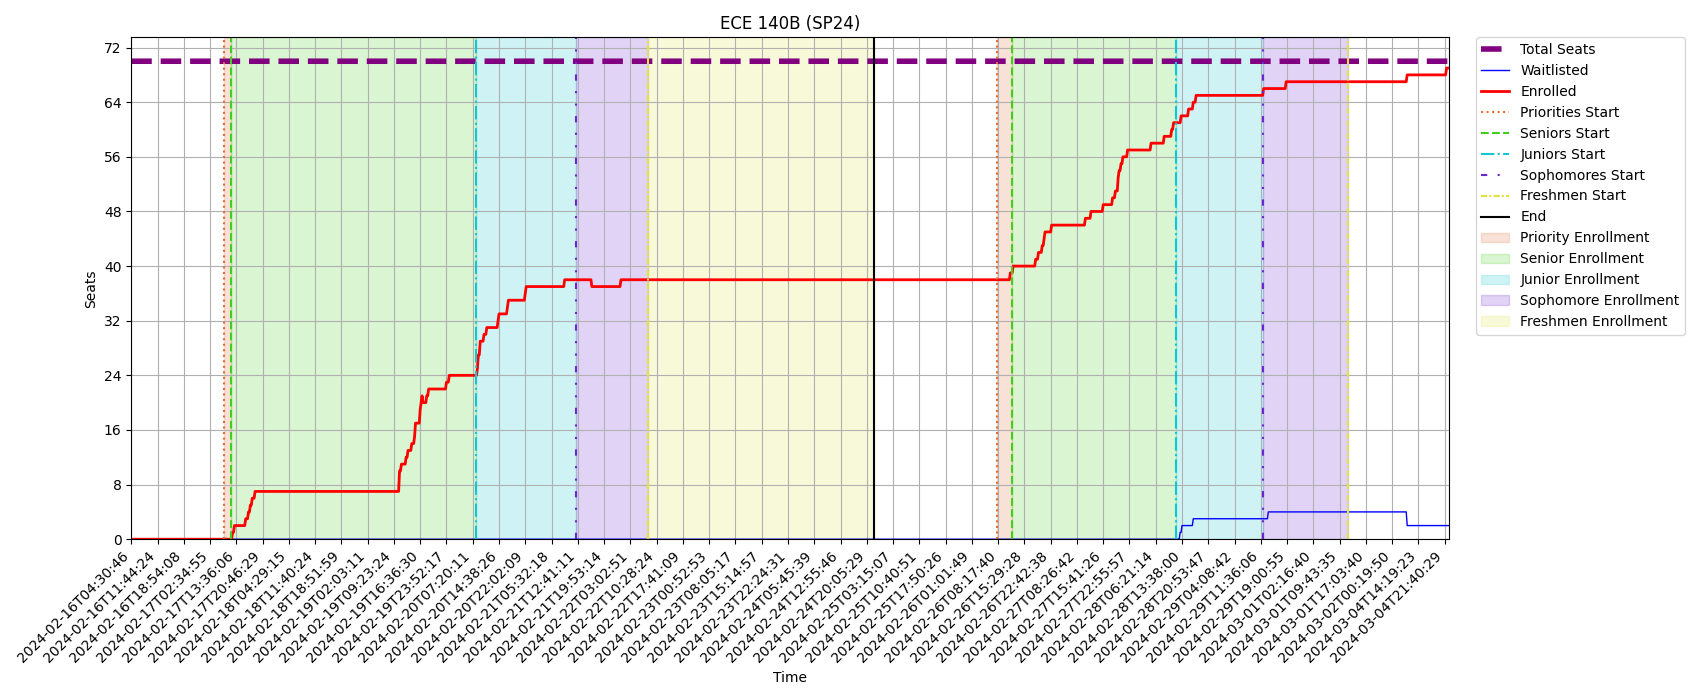 ECE 140B (SP24)
Total Seats
Waitlisted
Enrolled
Priorities Start
Seniors Start
Juniors Start
Sophomores Start
Freshmen Start
End
Priority Enrollment
Senior Enrollment
Junior Enrollment
Sophomore Enrollment
Freshmen Enrollment
Seats
72
64
56
48
40
32
24
16
8
0
2024-02-16T04:30:46
2024-02-16T11:44:24
2024-02-16T18:54:08
2024-02-17T02:34:55
2024-02-17T13:36:06
2024-02-17T20:46:29
2024-02-18T04:29:15
2024-02-18T11:40:24
2024-02-18T18:51:59
2024-02-19T02:03:11
2024-02-19T09:23:24
2024-02-19T16:36:30
2024-02-19T23:52:17
2024-02-20T07:20:11
2024-02-20T14:38:26
2024-02-20T22:02:09
2024-02-21T05:32:18
2024-02-21T12:41:11
2024-02-21T19:53:14
2024-02-22T03:02:51
2024-02-22T10:28:24
2024-02-22T17:41:09
2024-02-23T00:52:53
2024-02-23T08:05:17
2024-02-23T15:14:57
2024-02-23T22:24:31
2024-02-24T05:45:39
2024-02-24T12:55:46
2024-02-24T20:05:29
2024-02-25T03:15:07
2024-02-25T10:40:51
2024-02-25T17:50:26
2024-02-26T01:01:49
2024-02-26T08:17:40
2024-02-26T15:29:28
2024-02-26T22:42:38
2024-02-27T08:26:42
2024-02-27T15:41:26
2024-02-27T22:55:57
2024-02-28T06:21:14
2024-02-28T13:38:00
2024-02-28T20:53:47
2024-02-29T04:08:42
2024-02-29T11:36:06
2024-02-29T19:00:55
2024-03-01T02:16:40
2024-03-01T09:43:35
2024-03-01T17:03:40
2024-03-02T00:19:50
2024-03-04T14:19:23
2024-03-04T21:40:29
Time